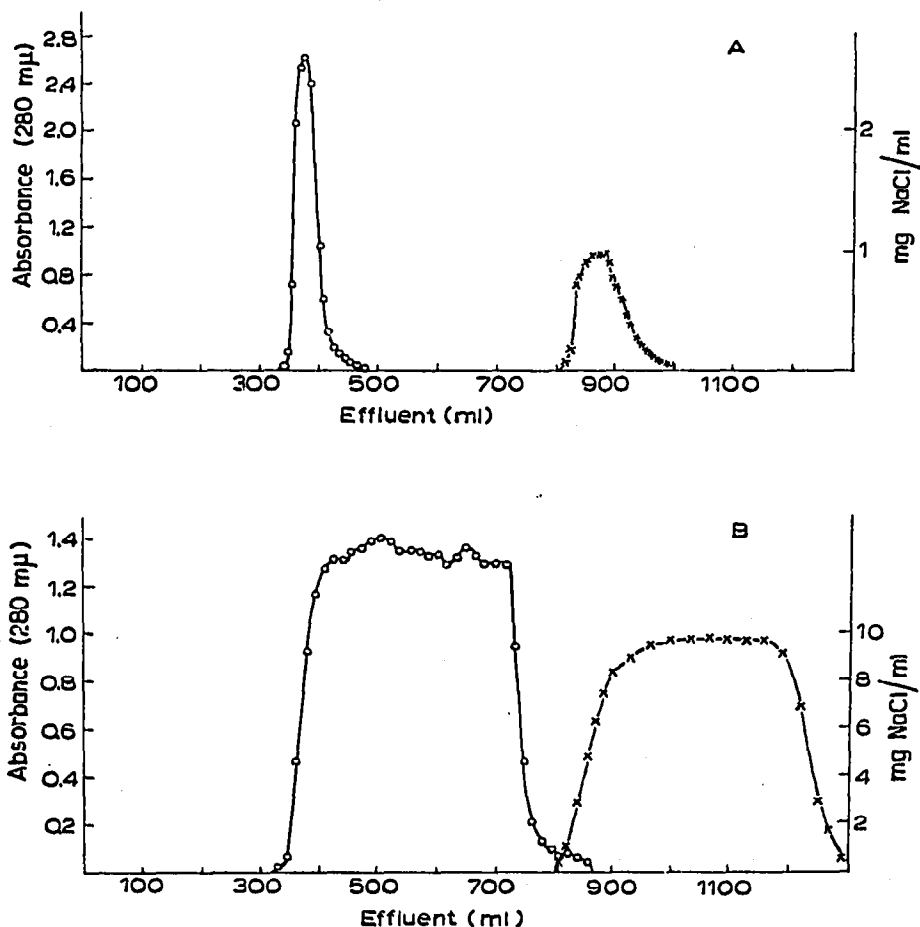 A
Absorbance (280 mµ)
2.8
2.4
2.0
1.6
1.2
0.8
0.4
2
1
mg NaCl/ml
100 300 500 700 900 1100
Effluent (ml)
B
Absorbance (280 mµ)
1.4
1.2
1.0
0.8
0.6
0.4
0.2
10
8
6
4
2
mg NaCl/ml
300 500 700 900 1100
100
Effluent (ml)